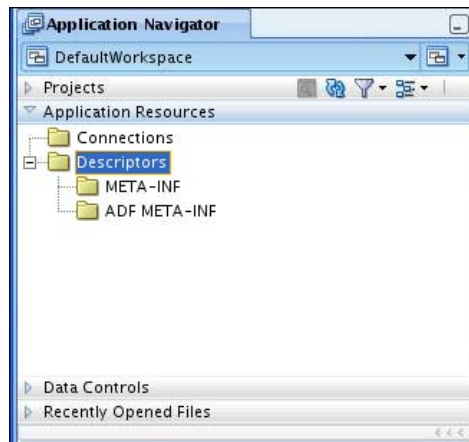 Application Navigator
DefaultWorkspace
Projects
Application Resources
Connections
Descriptors
META-INF
ADF META-INF
Data Controls
Recently Opened Files